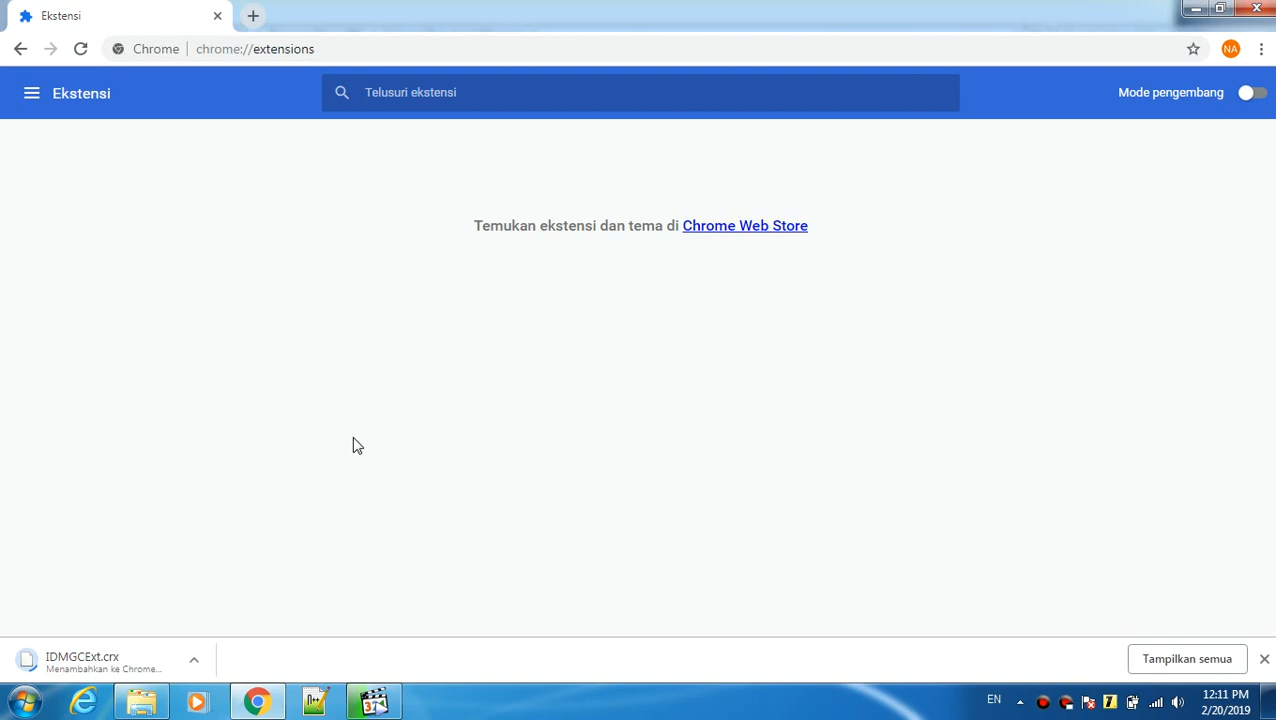 Ekstensi
Chrome
chrome://extensions
NA
Ekstensi
Telusuri ekstensi
Mode pengembang
Temukan ekstensi dan tema di Chrome Web Store
IDMGCExt.crx
Menambahkan ke Chrome...
Tampilkan semua
EN
12:11 PM
2/20/2019